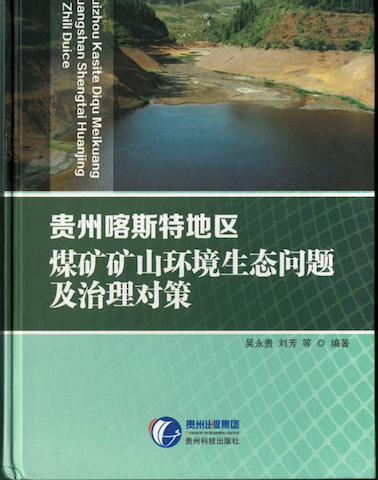 uizhou Kasite Diqu Meikuang
uangshan Shengtai Huanjing
Zhili Duice
贵州喀斯特地区
煤矿矿山环境生态问题
及治理对策
吴永贵 刘芳 等 ◎ 编著
贵州出版集团
贵州科技出版社